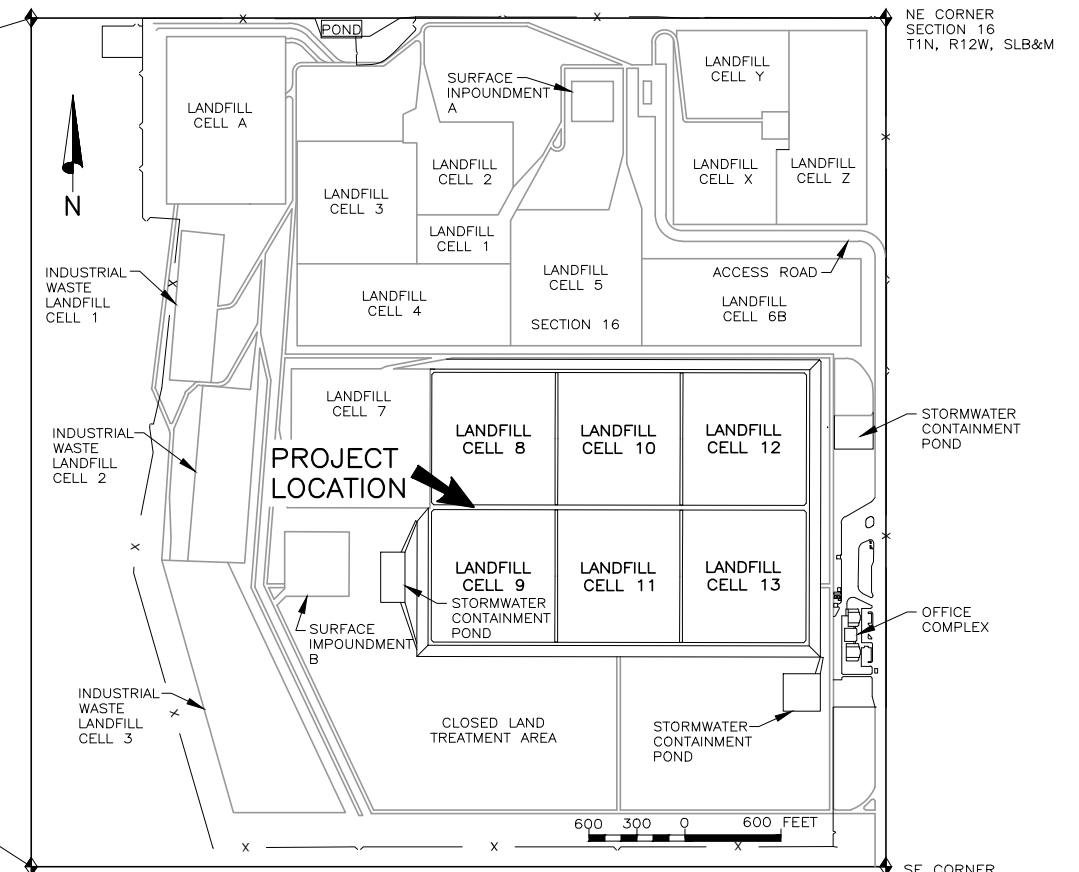 NE CORNER
SECTION 16
T1N, R12W, SLB&M
X
X
POND
LANDFILL
CELL Y
SURFACE
INPOUNDMENT
A
LANDFILL
CELL A
X
LANDFILL
CELL 2
LANDFILL
CELL X
LANDFILL
CELL Z
LANDFILL
CELL 3
N
LANDFILL
CELL 1
INDUSTRIAL
WASTE
LANDFILL
CELL 1
X
LANDFILL
CELL 5
ACCESS ROAD
LANDFILL
CELL 4
LANDFILL
CELL 6B
SECTION 16
LANDFILL
CELL 7
STORMWATER
CONTAINMENT
POND
INDUSTRIAL
WASTE
LANDFILL
CELL 2
LANDFILL
CELL 8
LANDFILL
CELL 10
LANDFILL
CELL 12
PROJECT
LOCATION
X
X
LANDFILL
CELL 9
LANDFILL
CELL 11
LANDFILL
CELL 13
STORMWATER
CONTAINMENT
POND
OFFICE
COMPLEX
SURFACE
IMPOUNDMENT
B
INDUSTRIAL
WASTE
LANDFILL
CELL 3
X
CLOSED LAND
TREATMENT AREA
STORMWATER
CONTAINMENT
POND
600 300 0 600 FEET
X
X
X
SE CORNER